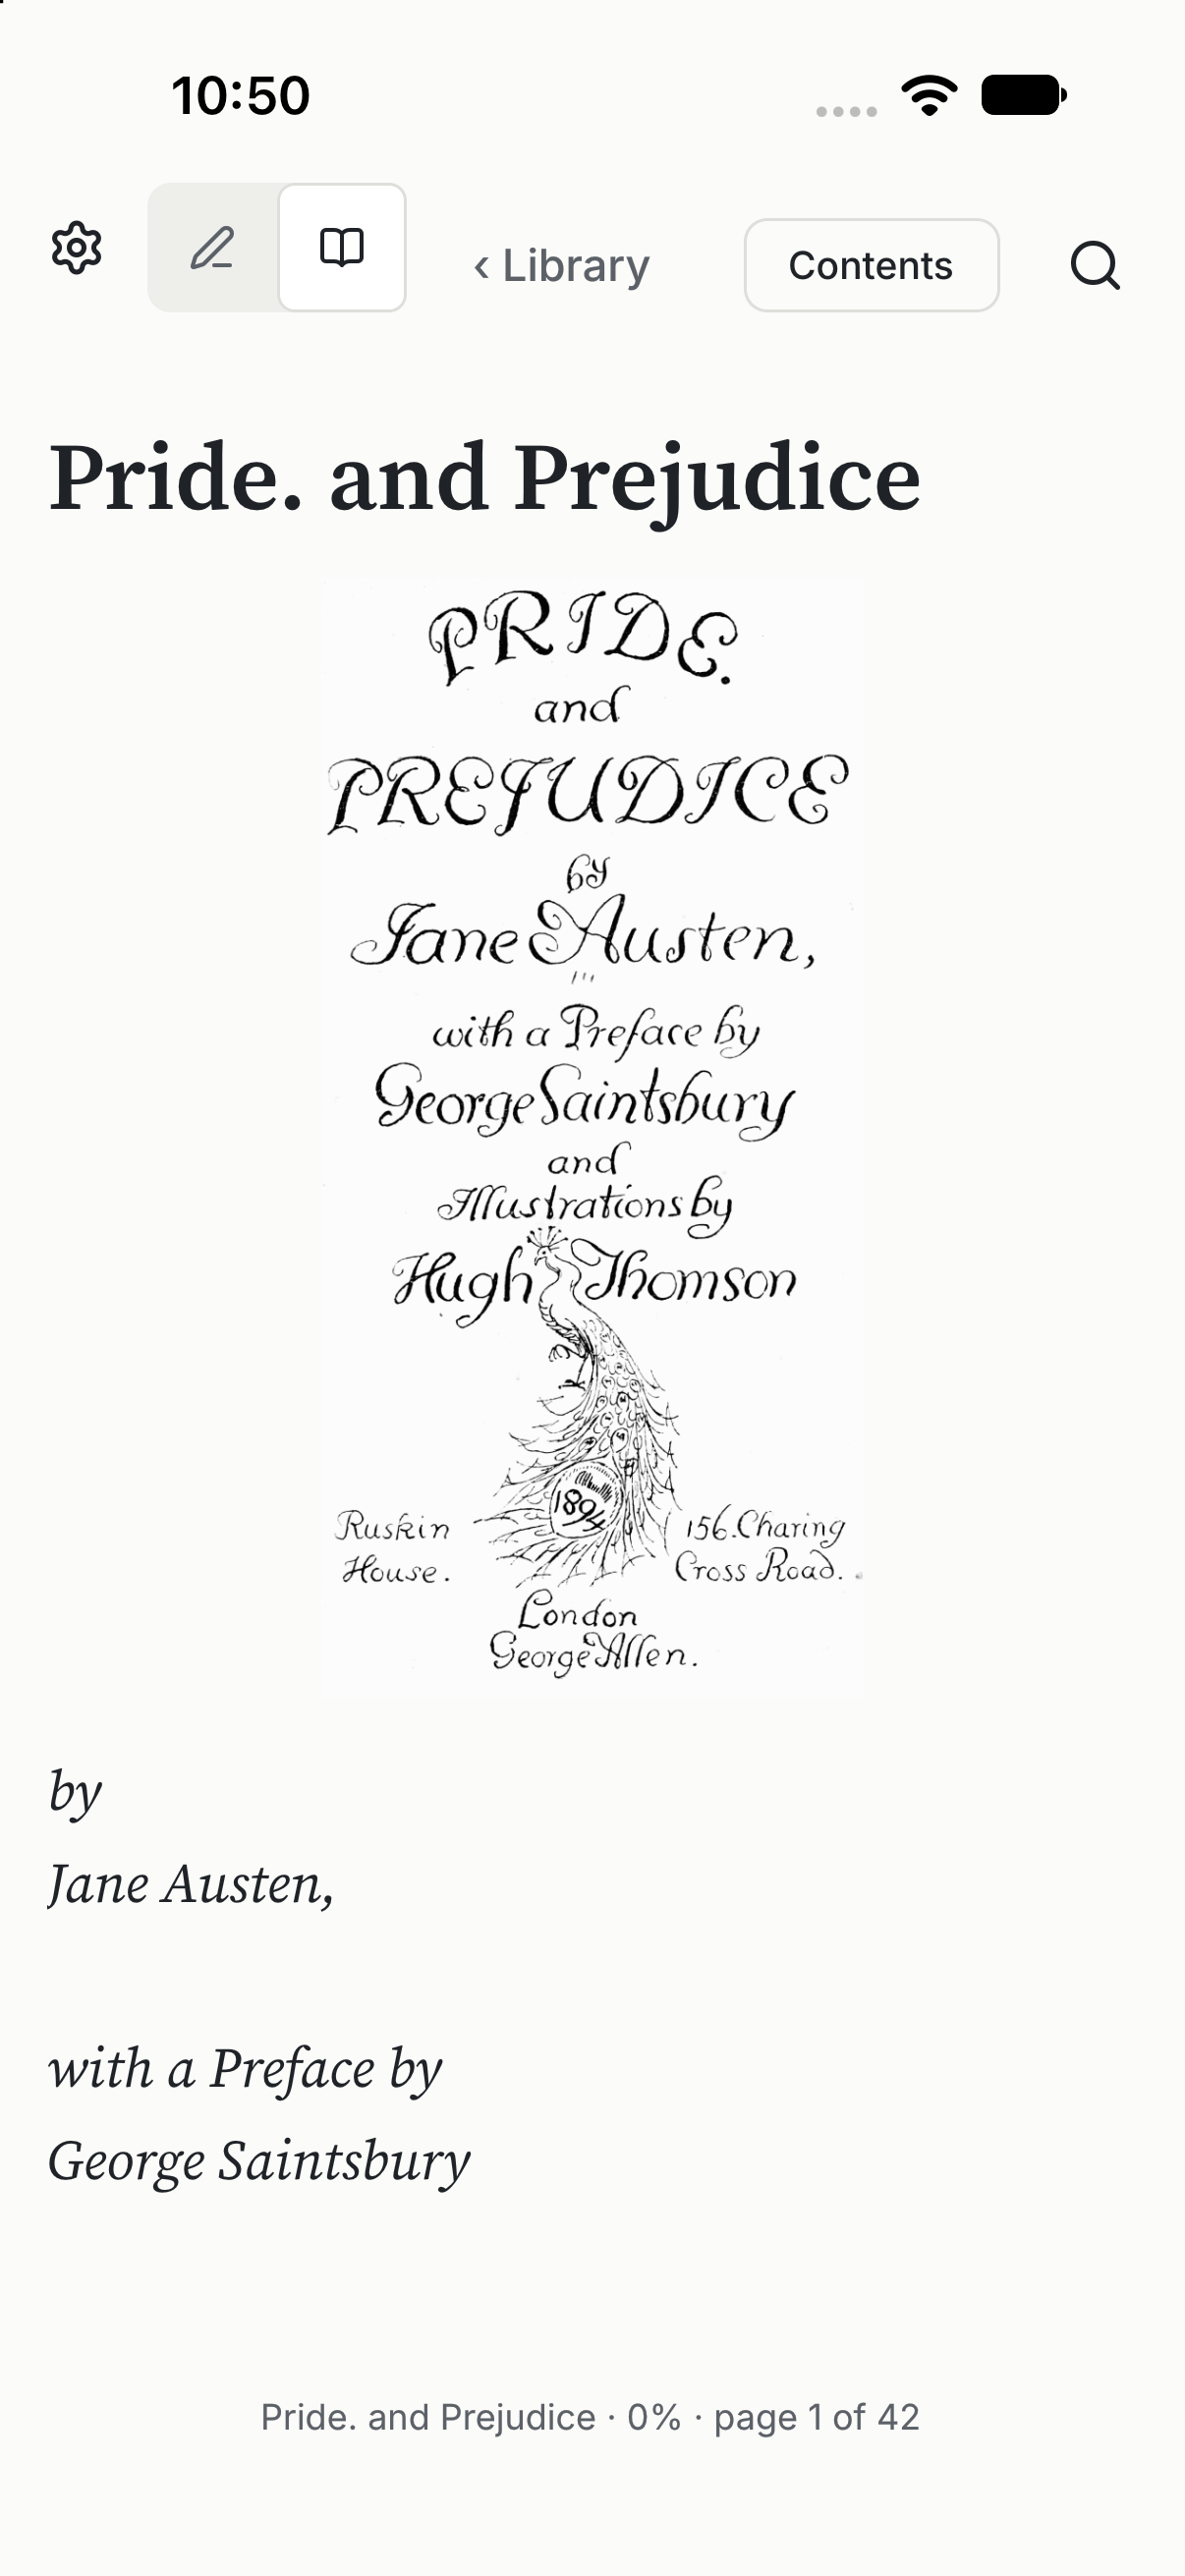 10:50
‹ Library
Contents
Pride. and Prejudice
PRIDE.
and
PREJUDICE
by
Jane Austen,
with a Preface by
George Saintsbury
and
Illustrations by
Hugh Thomson
1894
Ruskin House.
156. Charing Cross Road.
London
George Allen.
by
Jane Austen,
with a Preface by
George Saintsbury
Pride. and Prejudice · 0% · page 1 of 42